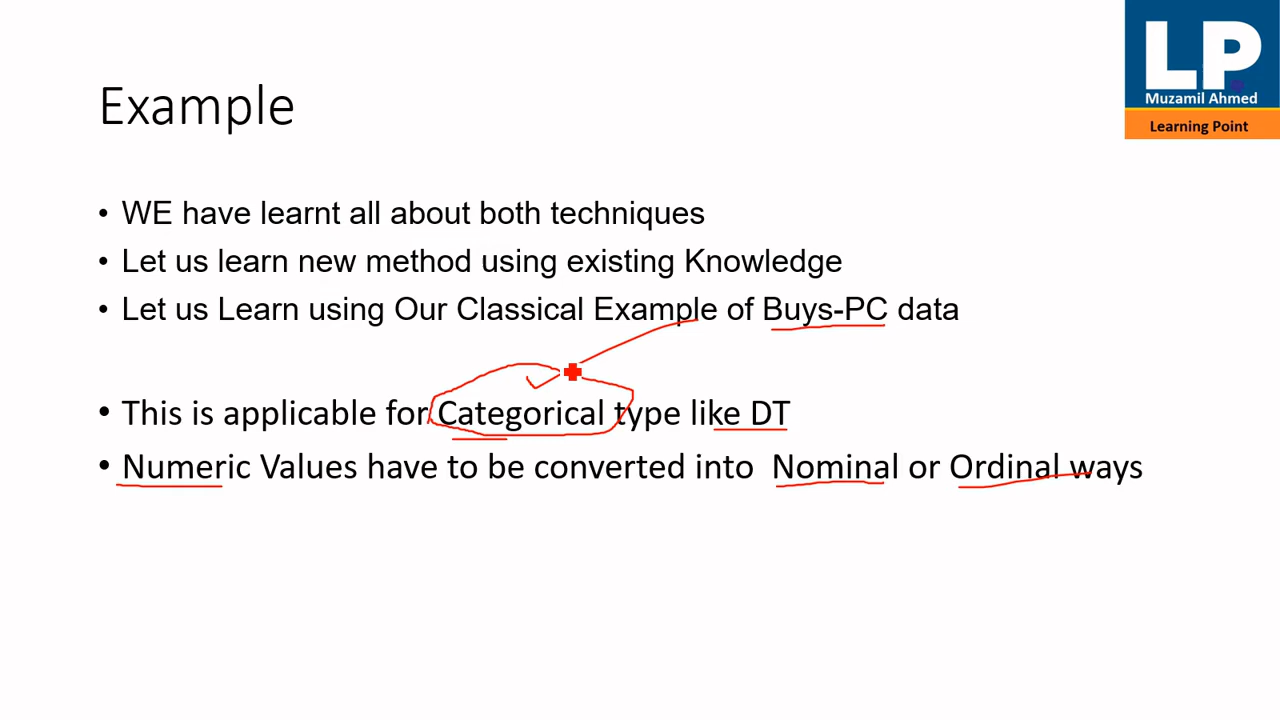 LP.
Muzamil Ahmed
Learning Point
Example
• WE have learnt all about both techniques
• Let us learn new method using existing Knowledge
• Let us Learn using Our Classical Example of Buys-PC data
• This is applicable for Categorical type like DT
• Numeric Values have to be converted into Nominal or Ordinal ways